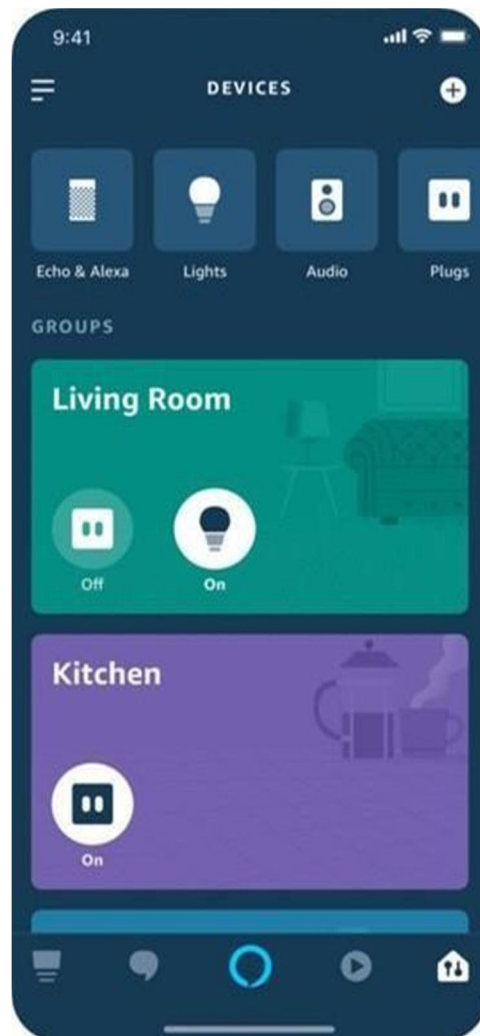 9:41
DEVICES
Echo & Alexa
Lights
Audio
Plugs
GROUPS
Living Room
Off
On
Kitchen
On